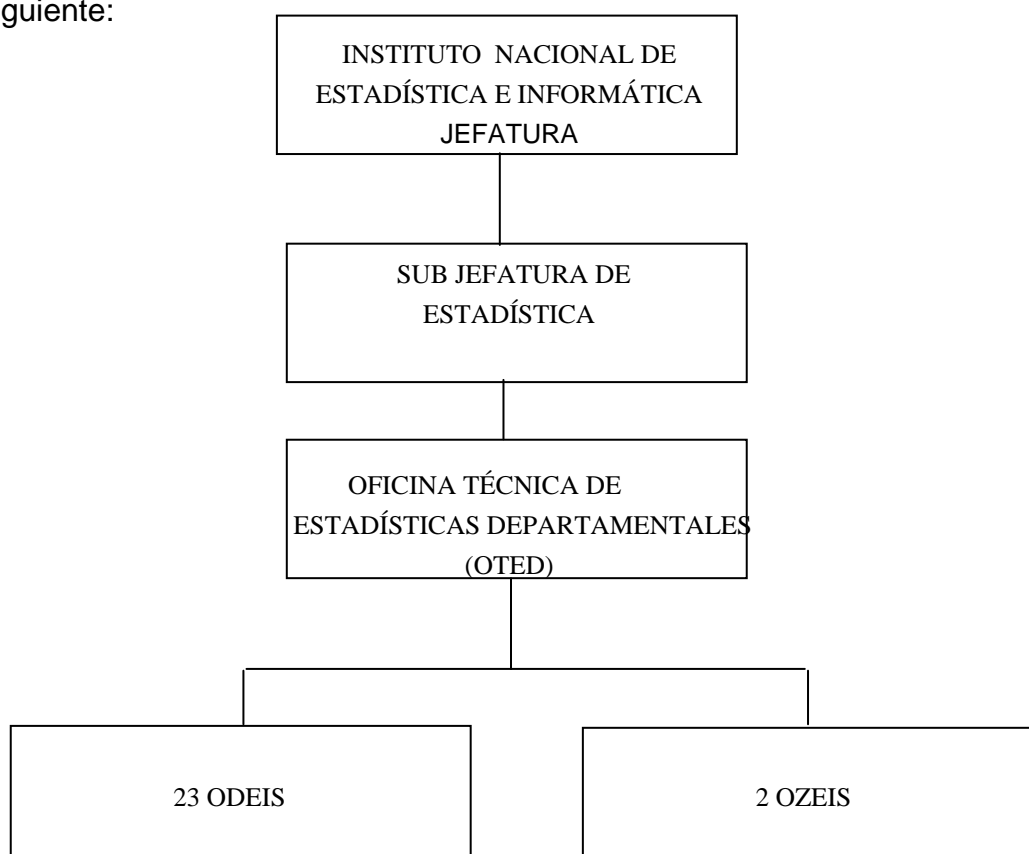 guiente:
INSTITUTO NACIONAL DE
ESTADÍSTICA E INFORMÁTICA
JEFATURA
SUB JEFATURA DE
ESTADÍSTICA
OFICINA TÉCNICA DE
ESTADÍSTICAS DEPARTAMENTALES
(OTED)
23 ODEIS
2 OZEIS